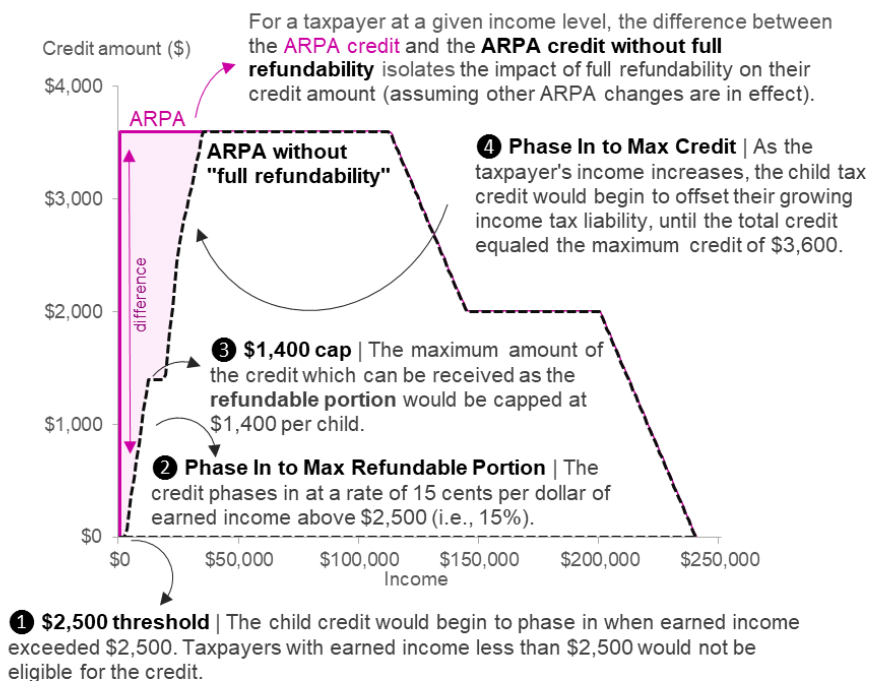 For a taxpayer at a given income level, the difference between
the ARPA credit and the ARPA credit without full
refundability isolates the impact of full refundability on their
credit amount (assuming other ARPA changes are in effect).
Credit amount ($)
$4,000
$3,000
$2,000
$1,000
$0
ARPA
ARPA without
"full refundability"
difference
4 Phase In to Max Credit | As the
taxpayer's income increases, the child tax
credit would begin to offset their growing
income tax liability, until the total credit
equaled the maximum credit of $3,600.
3 $1,400 cap | The maximum amount of
the credit which can be received as the
refundable portion would be capped at
$1,400 per child.
2 Phase In to Max Refundable Portion | The
credit phases in at a rate of 15 cents per dollar of
earned income above $2,500 (i.e., 15%).
$0 $50,000 $100,000 $150,000 $200,000 $250,000
Income
1 $2,500 threshold | The child credit would begin to phase in when earned income
exceeded $2,500. Taxpayers with earned income less than $2,500 would not be
eligible for the credit.